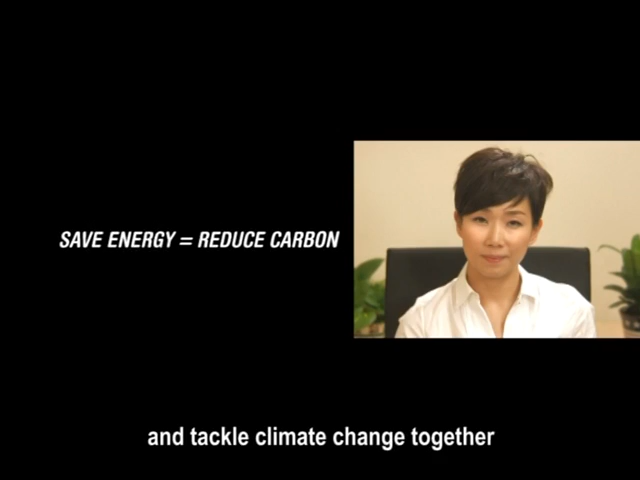 SAVE ENERGY = REDUCE CARBON
and tackle climate change together